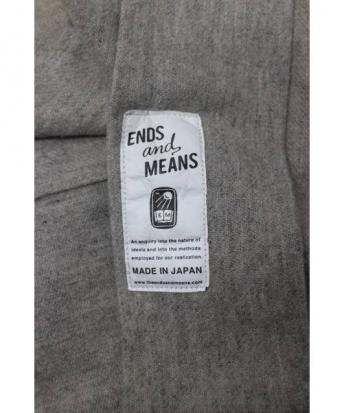 ENDS
and
MEANS
E M
An enquiry into the nature of
ideals and into the methods
employed for our realization.
MADE IN JAPAN
www.theendsandmeans.com